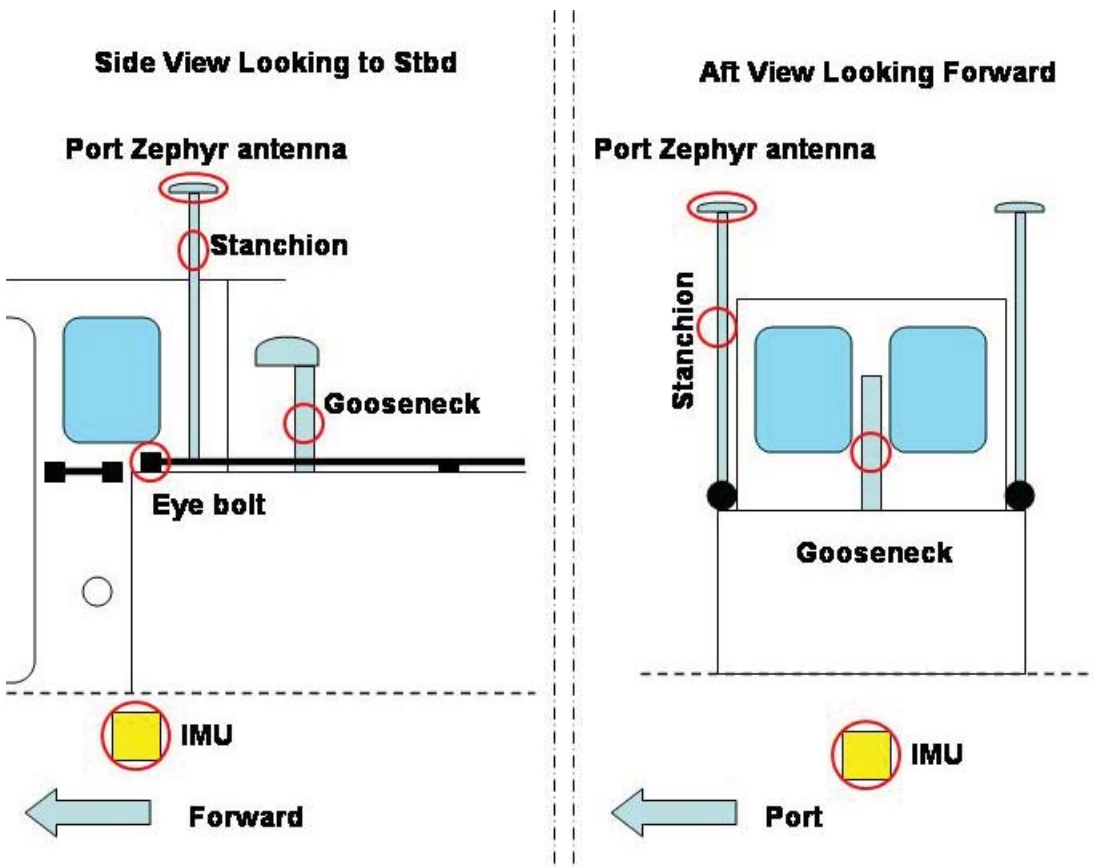 Side View Looking to Stbd
Port Zephyr antenna
Stanchion
Gooseneck
Eye bolt
IMU
Forward
Aft View Looking Forward
Port Zephyr antenna
Stanchion
Gooseneck
IMU
Port